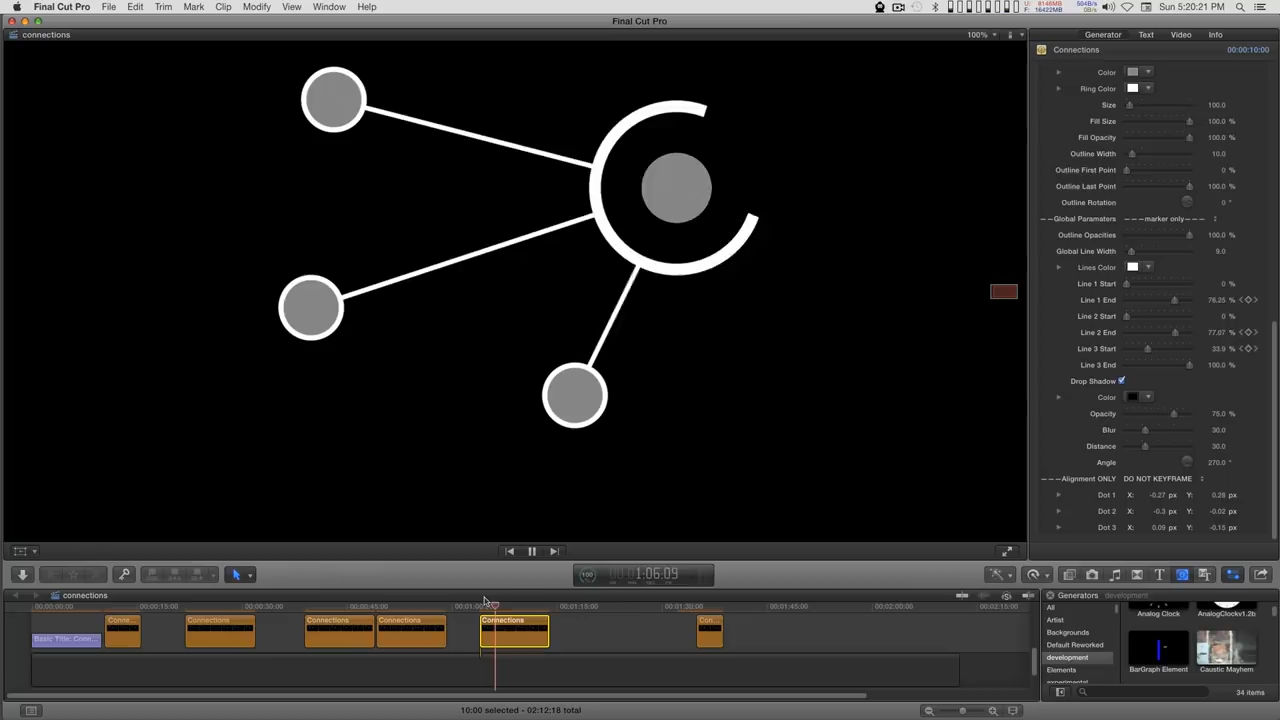 Final Cut Pro File Edit Trim Mark Clip Modify View Window Help U: 8146MB F: 16422MB 504B/s 0B/s Sun 5:20:21 PM
Final Cut Pro
connections 100%
Generator Text Video Info
Connections 00:00:10:00
Color
Ring Color
Size 100.0
Fill Size 100.0 %
Fill Opacity 100.0 %
Outline Width 10.0
Outline First Point 0 %
Outline Last Point 100.0 %
Outline Rotation 0 °
---Global Paramaters ----marker only----
Outline Opacities 100.0 %
Global Line Width 9.0
Lines Color
Line 1 Start 0 %
Line 1 End 76.25 %
Line 2 Start 0 %
Line 2 End 77.07 %
Line 3 Start 33.9 %
Line 3 End 100.0 %
Drop Shadow
Color
Opacity 75.0 %
Blur 30.0
Distance 30.0
Angle 270.0 °
----Alignment ONLY DO NOT KEYFRAME
Dot 1 X: -0.27 px Y: 0.28 px
Dot 2 X: -0.3 px Y: -0.02 px
Dot 3 X: 0.09 px Y: -0.15 px
100 1:06:09
connections
00:00:00:00 00:00:15:00 00:00:30:00 00:00:45:00 00:01:15:00 00:01:30:00 00:01:45:00 00:02:00:00 00:02:15:00
Conne... Connections Connections Connections Connections Con...
Basic Title: Conn...
Generators development
All
Artist
Backgrounds
Default Reworked
development
Elements
experimental
Analog Clock AnalogClockv1.2b
BarGraph Element Caustic Mayhem
34 items
10:00 selected - 02:12:18 total